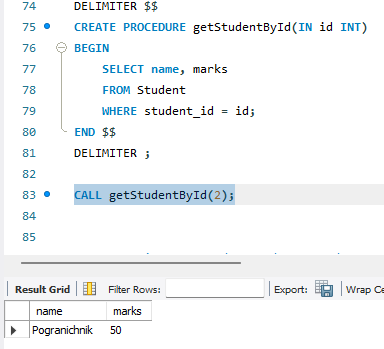 74 DELIMITER $$
75 CREATE PROCEDURE getStudentById(IN id INT)
76 BEGIN
77 SELECT name, marks
78 FROM Student
79 WHERE student_id = id;
80 END $$
81 DELIMITER ;
82
83 CALL getStudentById(2);
84
85
Result Grid Filter Rows: Export: Wrap Ce
name marks
Pogranichnik 50